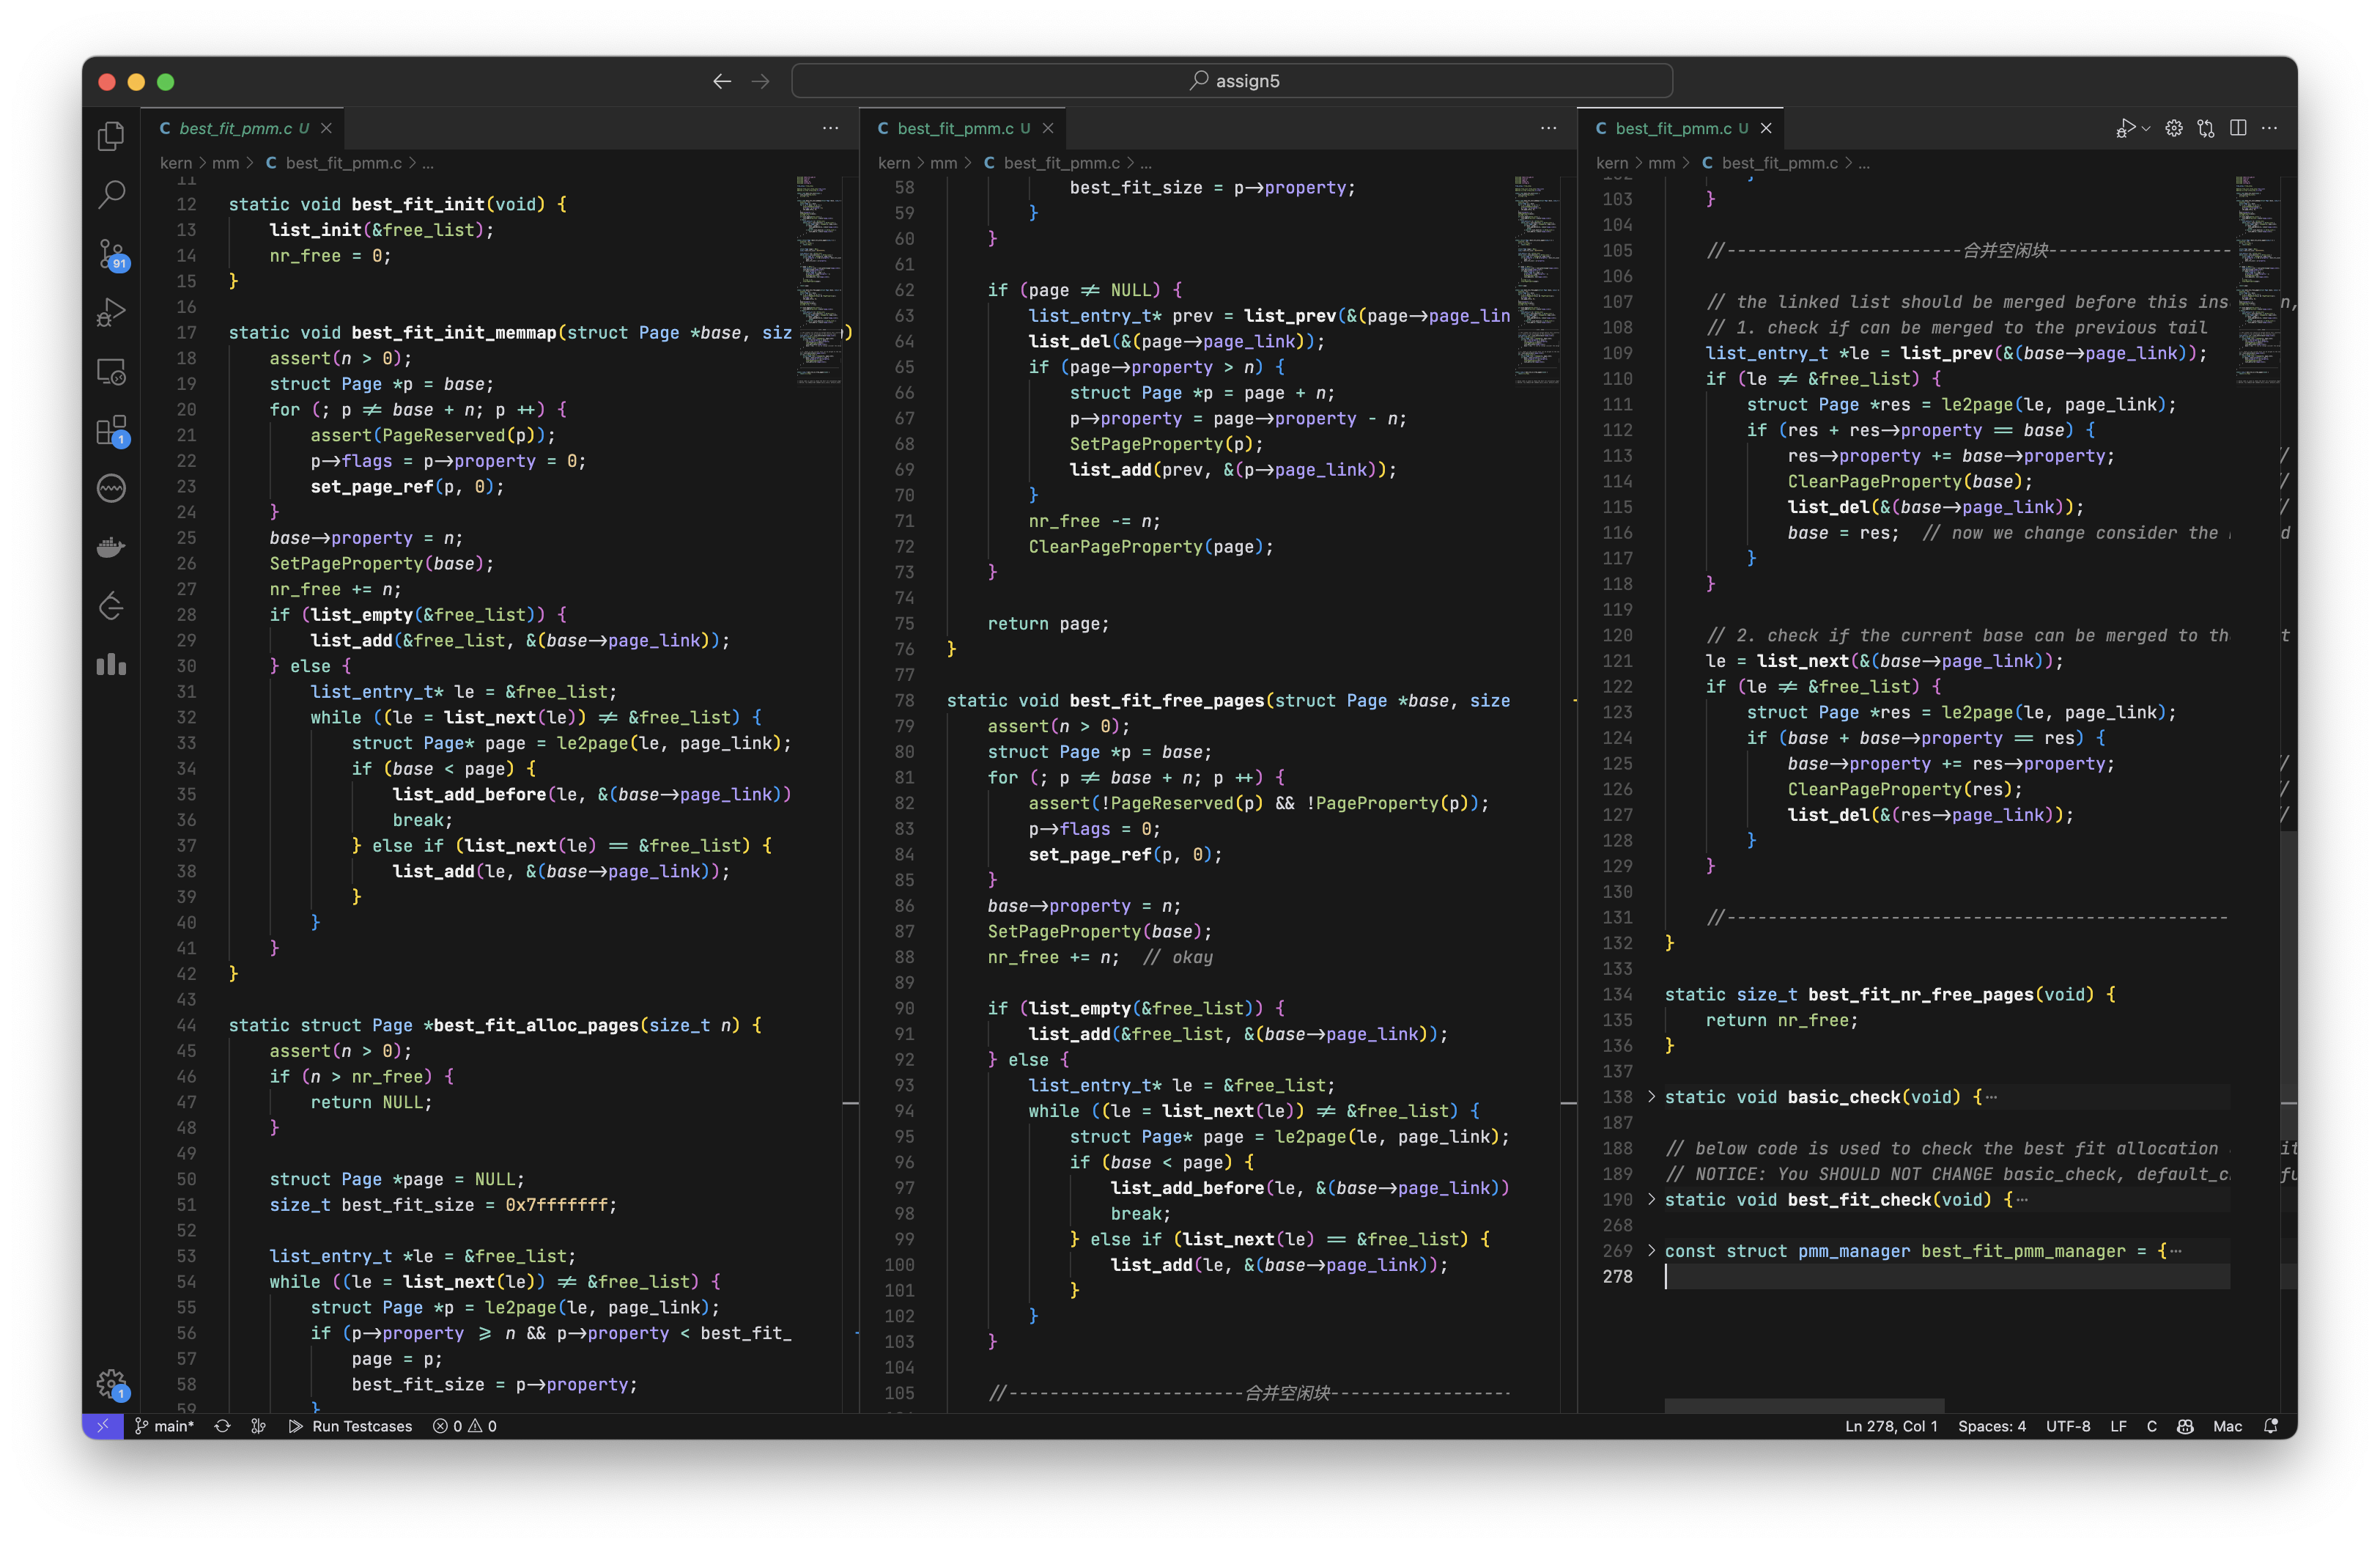 assign5
best_fit_pmm.c U
kern > mm > C best_fit_pmm.c > ...
11
12 static void best_fit_init(void) {
13     list_init(&free_list);
14     nr_free = 0;
15 }
16
17 static void best_fit_init_memmap(struct Page *base, siz
18     assert(n > 0);
19     struct Page *p = base;
20     for (; p != base + n; p ++) {
21         assert(PageReserved(p));
22         p->flags = p->property = 0;
23         set_page_ref(p, 0);
24     }
25     base->property = n;
26     SetPageProperty(base);
27     nr_free += n;
28     if (list_empty(&free_list)) {
29         list_add(&free_list, &(base->page_link));
30     } else {
31         list_entry_t* le = &free_list;
32         while ((le = list_next(le)) != &free_list) {
33             struct Page* page = le2page(le, page_link);
34             if (base < page) {
35                 list_add_before(le, &(base->page_link))
36                 break;
37             } else if (list_next(le) == &free_list) {
38                 list_add(le, &(base->page_link));
39             }
40         }
41     }
42 }
43
44 static struct Page *best_fit_alloc_pages(size_t n) {
45     assert(n > 0);
46     if (n > nr_free) {
47         return NULL;
48     }
49
50     struct Page *page = NULL;
51     size_t best_fit_size = 0x7fffffff;
52
53     list_entry_t *le = &free_list;
54     while ((le = list_next(le)) != &free_list) {
55         struct Page *p = le2page(le, page_link);
56         if (p->property >= n && p->property < best_fit_
57             page = p;
58             best_fit_size = p->property;
59         }
best_fit_pmm.c U
kern > mm > C best_fit_pmm.c > ...
58             best_fit_size = p->property;
59         }
60     }
61
62     if (page != NULL) {
63         list_entry_t* prev = list_prev(&(page->page_lin
64         list_del(&(page->page_link));
65         if (page->property > n) {
66             struct Page *p = page + n;
67             p->property = page->property - n;
68             SetPageProperty(p);
69             list_add(prev, &(p->page_link));
70         }
71         nr_free -= n;
72         ClearPageProperty(page);
73     }
74
75     return page;
76 }
77
78 static void best_fit_free_pages(struct Page *base, size
79     assert(n > 0);
80     struct Page *p = base;
81     for (; p != base + n; p ++) {
82         assert(!PageReserved(p) && !PageProperty(p));
83         p->flags = 0;
84         set_page_ref(p, 0);
85     }
86     base->property = n;
87     SetPageProperty(base);
88     nr_free += n;  // okay
89
90     if (list_empty(&free_list)) {
91         list_add(&free_list, &(base->page_link));
92     } else {
93         list_entry_t* le = &free_list;
94         while ((le = list_next(le)) != &free_list) {
95             struct Page* page = le2page(le, page_link);
96             if (base < page) {
97                 list_add_before(le, &(base->page_link))
98                 break;
99             } else if (list_next(le) == &free_list) {
100                 list_add(le, &(base->page_link));
101             }
102         }
103     }
104
105     //-----------------------合并空闲块------------------
best_fit_pmm.c U
kern > mm > C best_fit_pmm.c > ...
102         }
103     }
104
105     //-----------------------合并空闲块------------------
106
107     // the linked list should be merged before this ins
108     // 1. check if can be merged to the previous tail
109     list_entry_t *le = list_prev(&(base->page_link));
110     if (le != &free_list) {
111         struct Page *res = le2page(le, page_link);
112         if (res + res->property == base) {
113             res->property += base->property; /
114             ClearPageProperty(base); /
115             list_del(&(base->page_link)); /
116             base = res;  // now we change consider the
117         }
118     }
119
120     // 2. check if the current base can be merged to th
121     le = list_next(&(base->page_link));
122     if (le != &free_list) {
123         struct Page *res = le2page(le, page_link);
124         if (base + base->property == res) {
125             base->property += res->property; /
126             ClearPageProperty(res); /
127             list_del(&(res->page_link)); /
128         }
129     }
130
131     //-------------------------------------------------
132 }
133
134 static size_t best_fit_nr_free_pages(void) {
135     return nr_free;
136 }
137
138 static void basic_check(void) {...
187
188 // below code is used to check the best fit allocation
189 // NOTICE: You SHOULD NOT CHANGE basic_check, default_c
190 static void best_fit_check(void) {...
268
269 const struct pmm_manager best_fit_pmm_manager = {...
278
91
1
1
main* Run Testcases 0 0 Ln 278, Col 1 Spaces: 4 UTF-8 LF C Mac